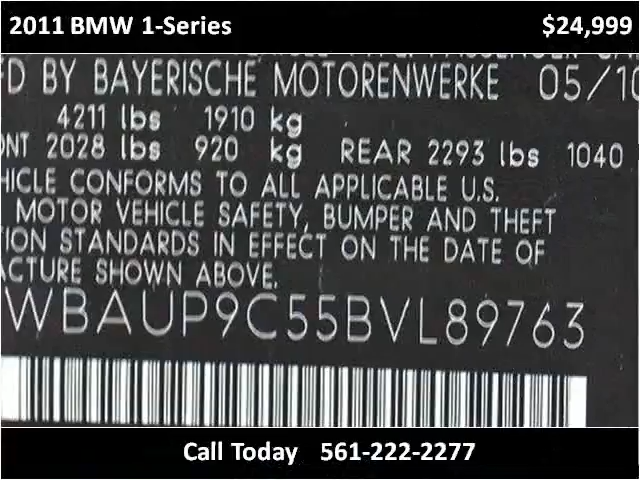 2011 BMW 1-Series $24,999
FD BY BAYERISCHE MOTORENWERKE 05/10
4211 lbs 1910 kg
ONT 2028 lbs 920 kg REAR 2293 lbs 1040
HICLE CONFORMS TO ALL APPLICABLE U.S.
MOTOR VEHICLE SAFETY, BUMPER AND THEFT
TION STANDARDS IN EFFECT ON THE DATE OF
ACTURE SHOWN ABOVE.
WBAUP9C55BVL89763
Call Today 561-222-2277